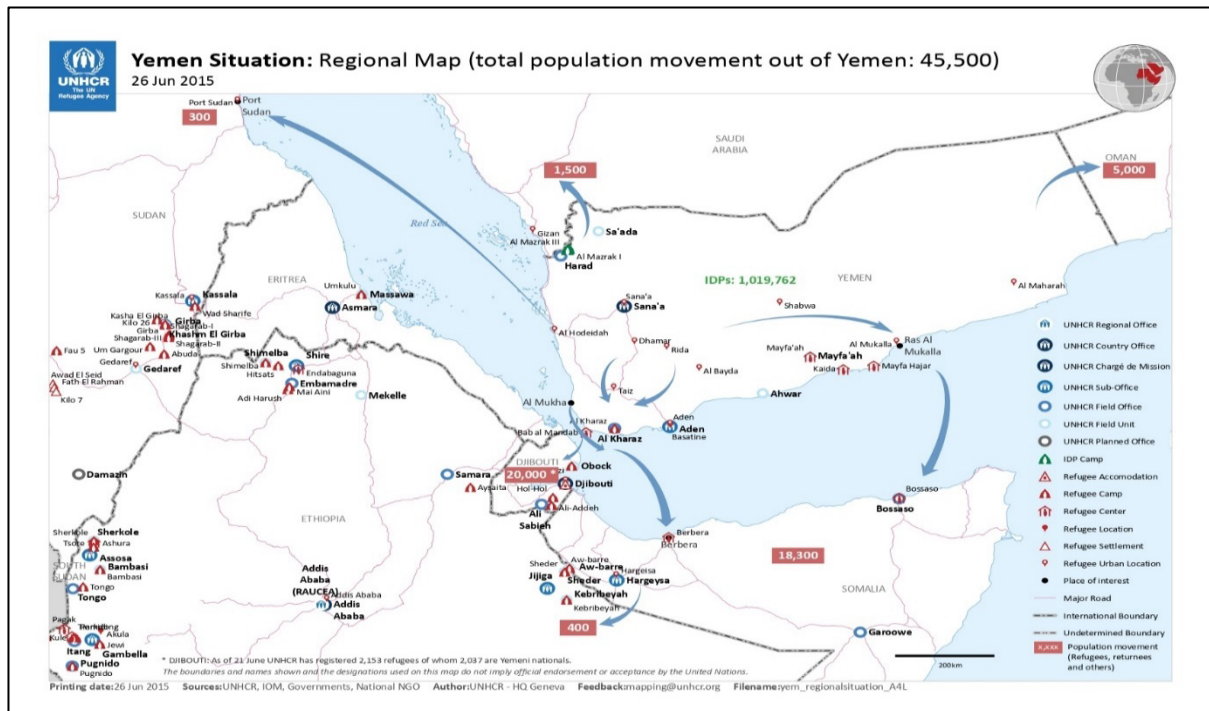 UNHCR
The UN
Refugee Agency
Yemen Situation: Regional Map (total population movement out of Yemen: 45,500)
26 Jun 2015
Port Sudan
Port
Sudan
300
SAUDI
ARABIA
1,500
OMAN
5,000
SUDAN
Red Sea
Gizan
Al Mazrak III
Sa'ada
Al Mazrak I
Harad
ERITREA
Umkulu
Massawa
IDPs: 1,019,762
YEMEN
Kassala
Kassala
Wad Sharife
Asmara
Sana'a
Sana'a
Shabwa
Al Maharah
Kasha El Girba
Kilo 26
Girba
Girba
Shagarab-I
Khashm El Girba
Shagarab-III
Shagarab-II
Um Gargour
Abuda
Fau 5
Gedaref
Gedaref
Awad El Seid
Fath-El Rahman
Kilo 7
Shimelba
Shimelba
Hitsats
Shire
Endabaguna
Embamadre
Mai Aini
Adi Harush
Mekelle
Al Hodeidah
Dhamar
Rida
Al Bayda
Taiz
Mayfa'ah
Mayfa'ah
Kaida
Mayfa Hajar
Al Mukalla
Ras Al
Mukalla
Ahwar
Al Mukha
Al Kharaz
Bab al Mandab
Al Kharaz
Aden
Aden
Basatine
DJIBOUTI
20,000 *
Obock
Djibouti
Hol-Hol
Ali-Addeh
Ali
Sabieh
Samara
Aysaita
Damazin
ETHIOPIA
Bossaso
Bossaso
Berbera
Berbera
18,300
SOMALIA
Sherkole
Sherkole
Tsore
Ashura
Assosa
Bambasi
Bambasi
SOUTH
SUDAN
Tongo
Tongo
Addis
Ababa
(RAUCEA)
Addis Ababa
Addis
Ababa
Aw-barre
Sheder
Aw-barre
Sheder
Jijiga
Hargeisa
Hargeysa
Kebribeyah
Kebribeyah
400
Garoowe
Pagak
Kule
Akula
Jewi
Itang
Gambella
Pugnido
Pugnido
UNHCR Regional Office
UNHCR Country Office
UNHCR Chargé de Mission
UNHCR Sub-Office
UNHCR Field Office
UNHCR Field Unit
UNHCR Planned Office
IDP Camp
Refugee Accomodation
Refugee Camp
Refugee Center
Refugee Location
Refugee Settlement
Refugee Urban Location
Place of interest
Major Road
International Boundary
Undetermined Boundary
x,xxx Population movement
(Refugees, returnees
and others)
200km
* DJIBOUTI: As of 21 June UNHCR has registered 2,153 refugees of whom 2,037 are Yemeni nationals.
The boundaries and names shown and the designations used on this map do not imply official endorsement or acceptance by the United Nations.
Printing date:26 Jun 2015 Sources:UNHCR, IOM, Governments, National NGO Author:UNHCR - HQ Geneva Feedback:mapping@unhcr.org Filename:yem_regionalsituation_A4L